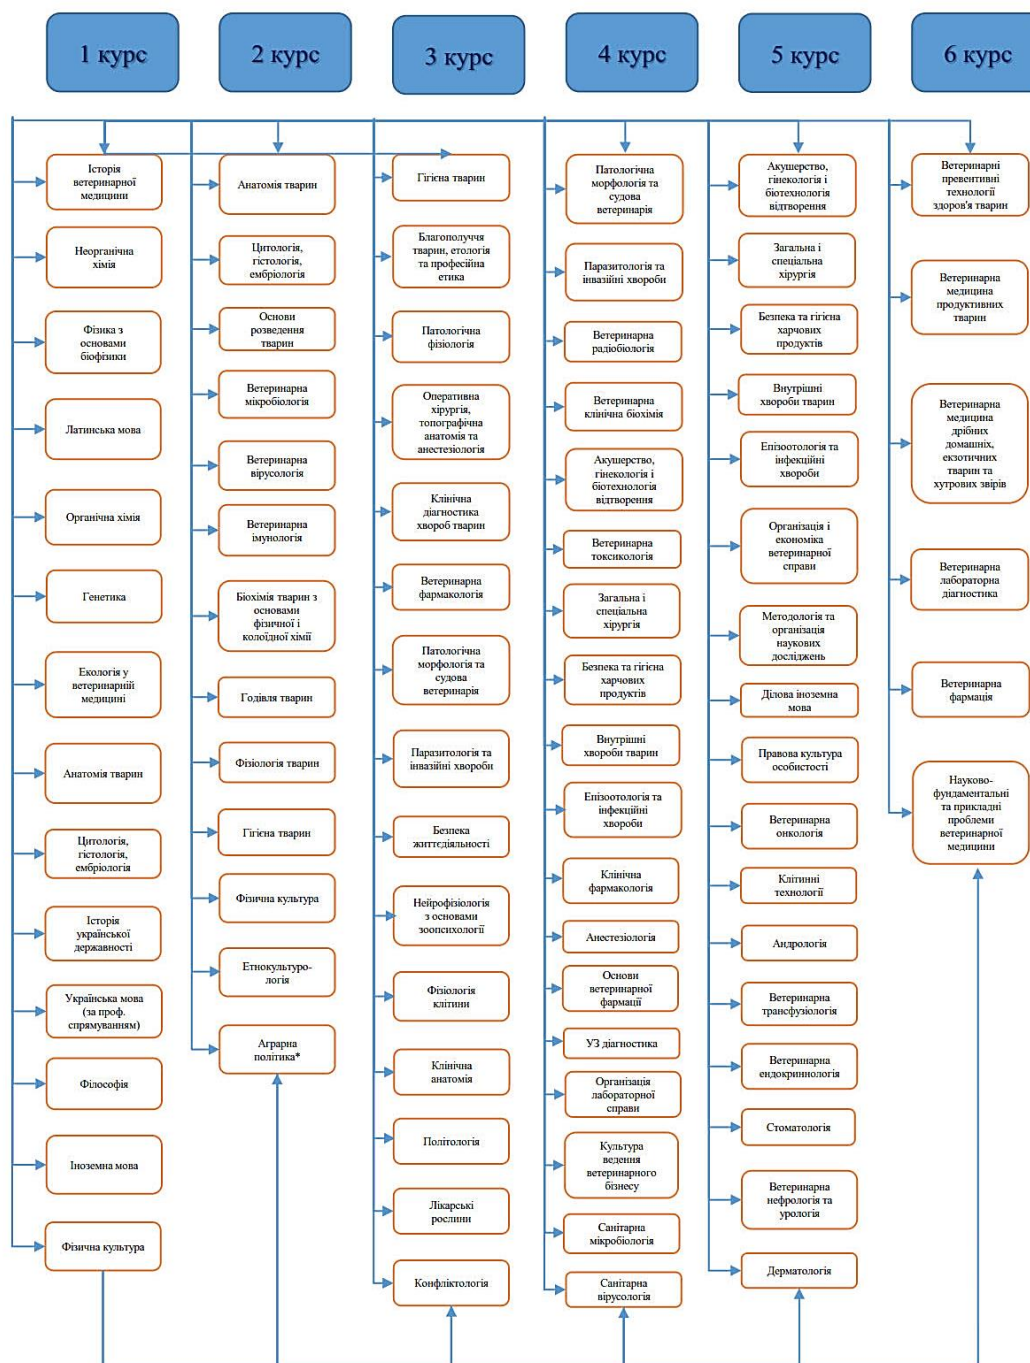 1 курс
2 курс
3 курс
4 курс
5 курс
6 курс
Історія
ветеринарної
медицини
Неорганічна
хімія
Фізика з
основами
біофізики
Латинська мова
Органічна хімія
Генетика
Екологія у
ветеринарній
медицині
Анатомія тварин
Цитологія,
гістологія,
ембріологія
Історія
української
державності
Українська мова
(за проф.
спрямуванням)
Філософія
Іноземна мова
Фізична культура
Анатомія тварин
Цитологія,
гістологія,
ембріологія
Основи
розведення
тварин
Ветеринарна
мікробіологія
Ветеринарна
вірусологія
Ветеринарна
імунологія
Біохімія тварин з
основами
фізичної і
колоїдної хімії
Годівля тварин
Фізіологія тварин
Гігієна тварин
Фізична культура
Етнокультуро-
логія
Аграрна
політика*
Гігієна тварин
Благополуччя
тварин, етологія
та професійна
етика
Патологічна
фізіологія
Оперативна
хірургія,
топографічна
анатомія та
анестезіологія
Клінічна
діагностика
хвороб тварин
Ветеринарна
фармакологія
Патологічна
морфологія та
судова
ветеринарія
Паразитологія та
інвазійні хвороби
Безпека
життєдіяльності
Нейрофізіологія
з основами
зоопсихології
Фізіологія
клітини
Клінічна
анатомія
Політологія
Лікарські
рослини
Конфліктологія
Патологічна
морфологія та
судова
ветеринарія
Паразитологія та
інвазійні хвороби
Ветеринарна
радіобіологія
Ветеринарна
клінічна біохімія
Акушерство,
гінекологія і
біотехнологія
відтворення
Ветеринарна
токсикологія
Загальна і
спеціальна
хірургія
Безпека та гігієна
харчових
продуктів
Внутрішні
хвороби тварин
Епізоотологія та
інфекційні
хвороби
Клінічна
фармакологія
Анестезіологія
Основи
ветеринарної
фармації
УЗ діагностика
Організація
лабораторної
справи
Культура
ведення
ветеринарного
бізнесу
Санітарна
мікробіологія
Санітарна
вірусологія
Акушерство,
гінекологія і
біотехнологія
відтворення
Загальна і
спеціальна
хірургія
Безпека та гігієна
харчових
продуктів
Внутрішні
хвороби тварин
Епізоотологія та
інфекційні
хвороби
Організація і
економіка
ветеринарної
справи
Методологія та
організація
наукових
досліджень
Ділова іноземна
мова
Правова культура
особистості
Ветеринарна
онкологія
Клітинні
технології
Андрологія
Ветеринарна
трансфузіологія
Ветеринарна
ендокриннологія
Стоматологія
Ветеринарна
нефрологія та
урологія
Дерматологія
Ветеринарні
превентивні
технології
здоров'я тварин
Ветеринарна
медицина
продуктивних
тварин
Ветеринарна
медицина
дрібних
домашніх,
екзотичних
тварин та
хутрових звірів
Ветеринарна
лабораторна
діагностика
Ветеринарна
фармація
Науково-
фундаментальні
та прикладні
проблеми
ветеринарної
медицини